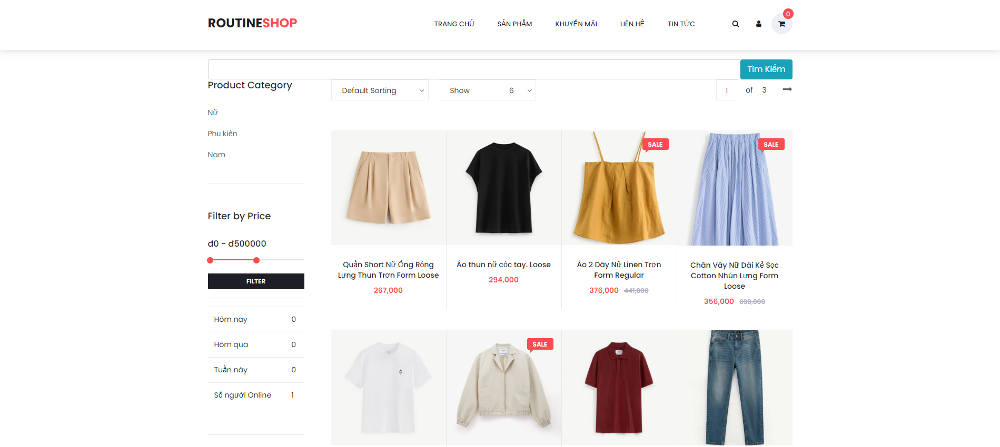 ROUTINESHOP
TRANG CHỦ
SẢN PHẨM
KHUYẾN MÃI
LIÊN HỆ
TIN TỨC
0
Tìm Kiếm
Product Category
Default Sorting
Show
6
1
of
3
Nữ
Phụ kiện
Nam
Filter by Price
đ0 - đ500000
FILTER
Hôm nay 0
Hôm qua 0
Tuần này 0
Số người Online 1
Quần Short Nữ Ống Rộng
Lưng Thun Trơn Form Loose
267,000
Áo thun nữ cộc tay. Loose
294,000
SALE
Áo 2 Dây Nữ Linen Trơn
Form Regular
376,000 441,000
SALE
Chân Váy Nữ Dài Kẻ Sọc
Cotton Nhún Lưng Form
Loose
356,000 638,000
SALE